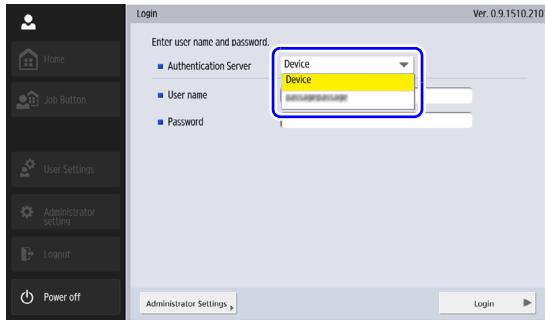 Login
Ver. 0.9.1510.210
Enter user name and password.
Authentication Server
Device
Device
User name
Password
Home
Job Button
User Settings
Administrator
setting
Logout
Power off
Administrator Settings
Login